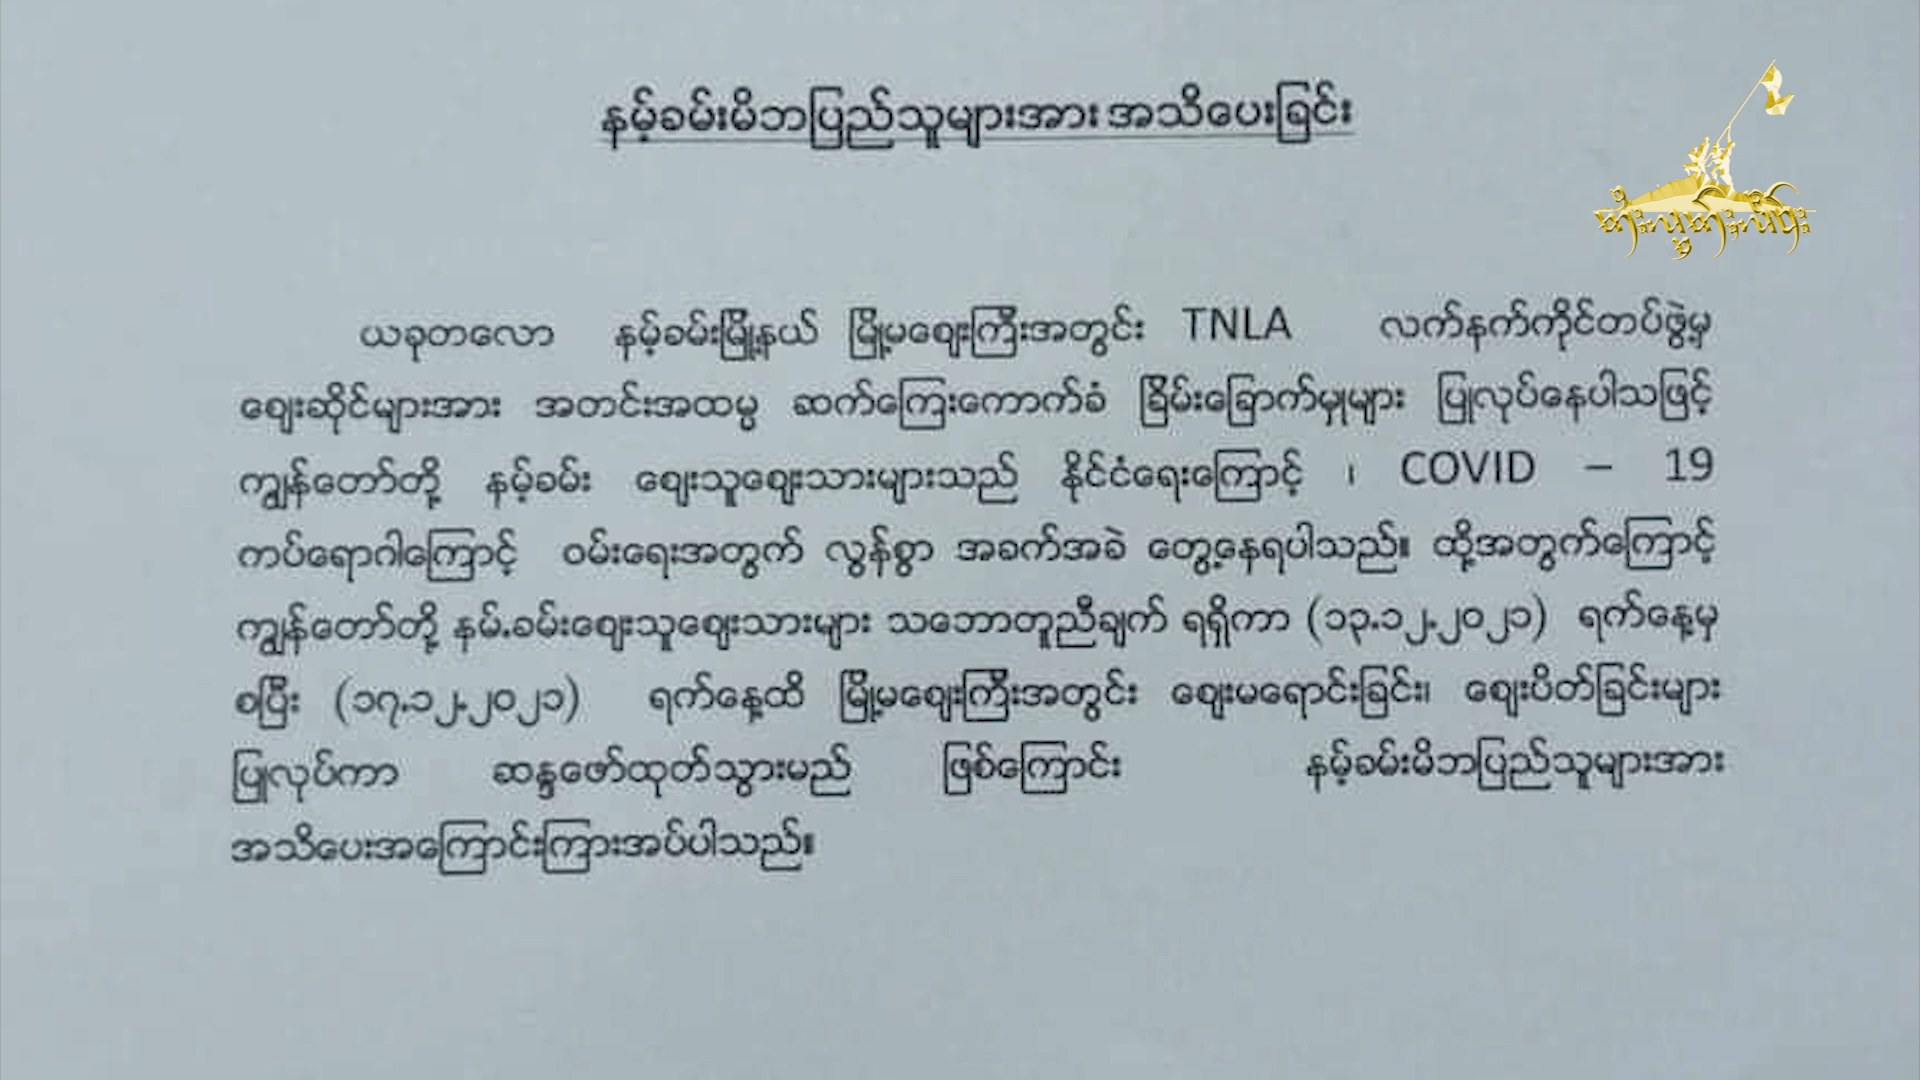 နမ့်ခမ်းမိဘပြည်သူများအား အသိပေးခြင်း
ယခုတလော နမ့်ခမ်းမြို့နယ် မြို့မဈေးကြီးအတွင်း TNLA လက်နက်ကိုင်တပ်ဖွဲ့မှ
ဈေးဆိုင်များအား အတင်းအထမ္မ ဆက်ကြေးကောက်ခံ ခြိမ်းခြောက်မှုများ ပြုလုပ်နေပါသဖြင့်
ကျွန်တော်တို့ နမ့်ခမ်း ဈေးသူဈေးသားများသည် နိုင်ငံရေးကြောင့် ၊ COVID – 19
ကပ်ရောဂါကြောင့် ဝမ်းရေးအတွက် လွန်စွာ အခက်အခဲ တွေ့နေရပါသည်။ ထို့အတွက်ကြောင့်
ကျွန်တော်တို့ နမ်.ခမ်းဈေးသူဈေးသားများ သဘောတူညီချက် ရရှိကာ (၁၃.၁၂.၂၀၂၁) ရက်နေ့မှ
စပြီး (၁၇.၁၂.၂၀၂၁) ရက်နေ့ထိ မြို့မဈေးကြီးအတွင်း ဈေးမရောင်းခြင်း၊ ဈေးပိတ်ခြင်းများ
ပြုလုပ်ကာ ဆန္ဒဖော်ထုတ်သွားမည် ဖြစ်ကြောင်း နမ့်ခမ်းမိဘပြည်သူများအား
အသိပေးအကြောင်းကြားအပ်ပါသည်။